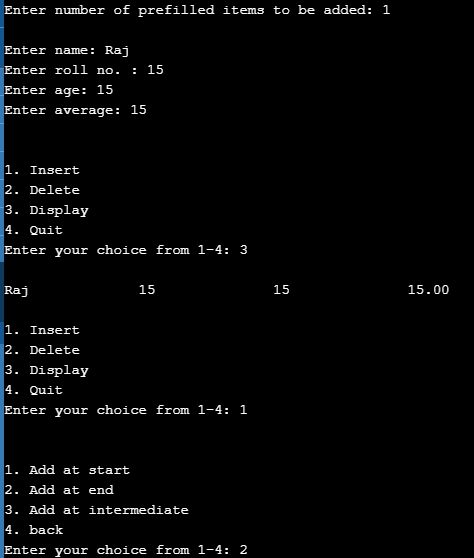 Enter number of prefilled items to be added: 1
Enter name: Raj
Enter roll no. : 15
Enter age: 15
Enter average: 15
1. Insert
2. Delete
3. Display
4. Quit
Enter your choice from 1-4: 3
Raj 15 15 15.00
1. Insert
2. Delete
3. Display
4. Quit
Enter your choice from 1-4: 1
1. Add at start
2. Add at end
3. Add at intermediate
4. back
Enter your choice from 1-4: 2